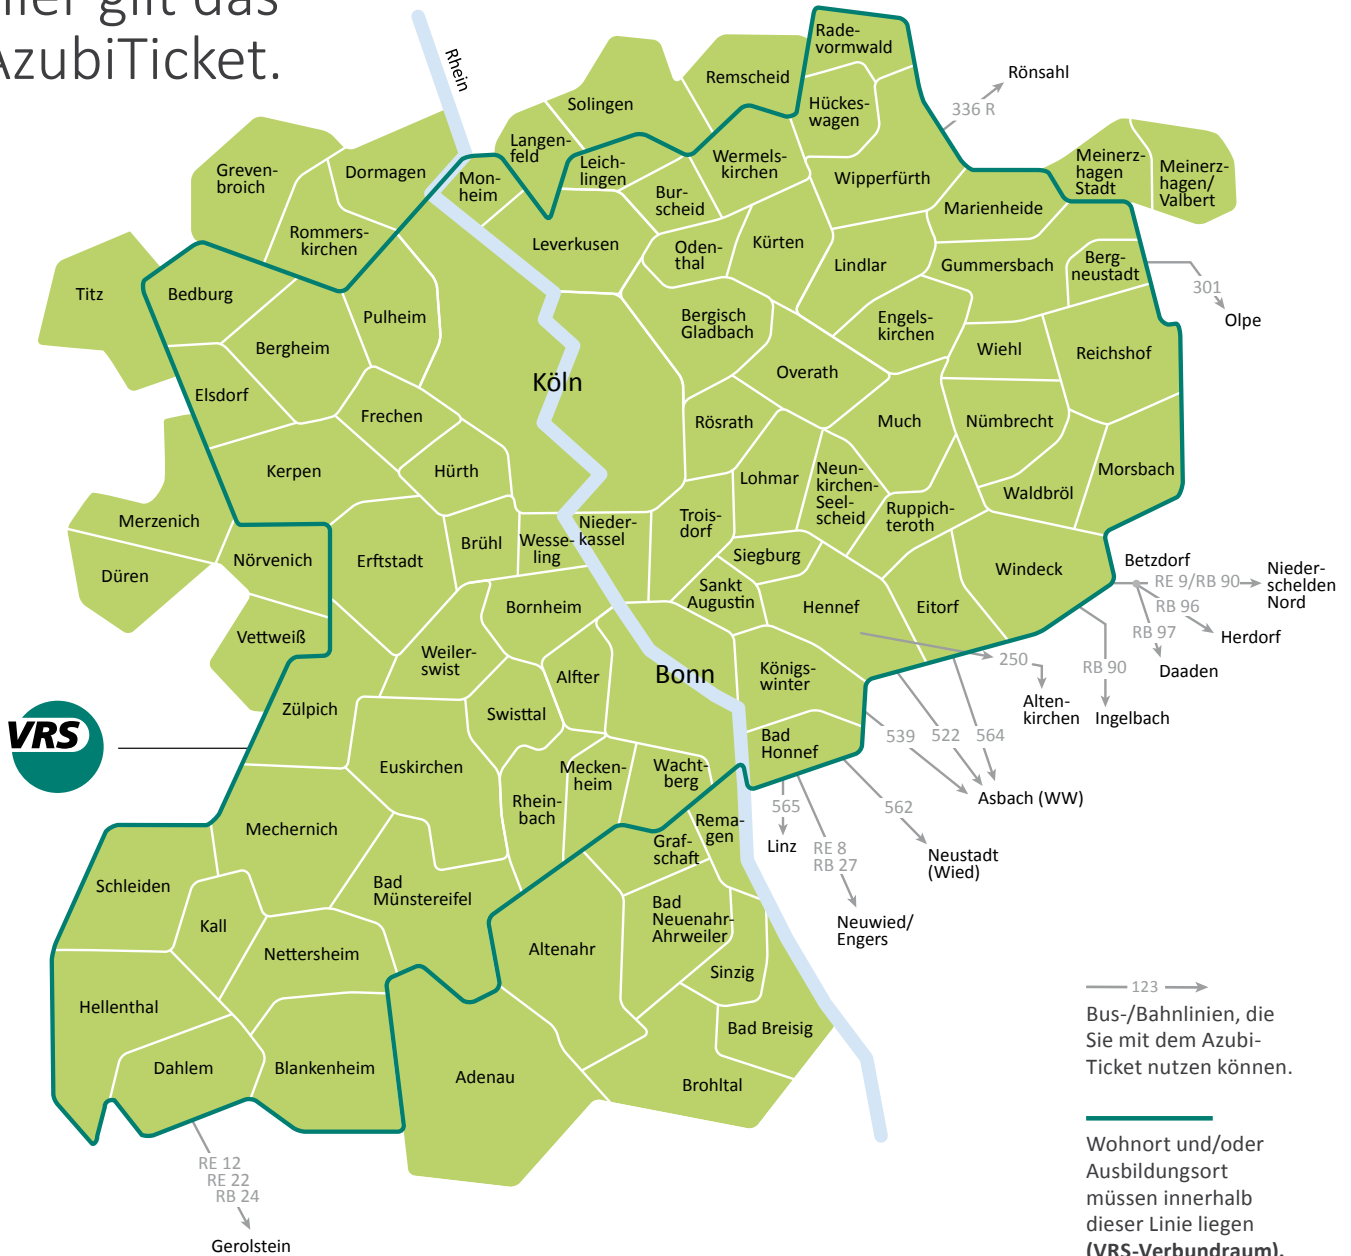 Hier gilt das
AzubiTicket.
Rhein
Rade-
vormwald
Rönsahl
336 R
Remscheid
Solingen
Hückes-
wagen
Langen-
feld
Leich-
lingen
Wermels-
kirchen
Wipperfürth
Meinerz-
hagen
Stadt
Meinerz-
hagen/
Valbert
Greven-
broich
Dormagen
Mon-
heim
Bur-
scheid
Marienheide
Rommers-
kirchen
Leverkusen
Oden-
thal
Kürten
Lindlar
Gummersbach
Berg-
neustadt
301
Olpe
Titz
Bedburg
Pulheim
Bergisch
Gladbach
Engels-
kirchen
Bergheim
Wiehl
Reichshof
Köln
Overath
Elsdorf
Frechen
Rösrath
Much
Nümbrecht
Kerpen
Hürth
Lohmar
Neun-
kirchen-
Seel-
scheid
Morsbach
Waldbröl
Merzenich
Nieder-
kassel
Trois-
dorf
Ruppich-
teroth
Nörvenich
Erftstadt
Brühl
Wesse-
ling
Siegburg
Windeck
Betzdorf
RE 9/RB 90
Nieder-
schelden
Nord
Düren
Sankt
Augustin
Bornheim
Hennef
Eitorf
RB 96
Herdorf
RB 97
Daaden
Vettweiß
Weiler-
swist
Alfter
Bonn
Königs-
winter
250
Alten-
kirchen
RB 90
Ingelbach
VRS
Zülpich
Swisttal
Bad
Honnef
539
522
564
Asbach (WW)
Euskirchen
Rhein-
bach
Mecken-
heim
Wacht-
berg
565
Linz
562
Neustadt
(Wied)
Mechernich
Graf-
schaft
Rema-
gen
RE 8
RB 27
Neuwied/
Engers
Schleiden
Bad
Münstereifel
Kall
Bad
Neuenahr-
Ahrweiler
Nettersheim
Altenahr
Sinzig
Hellenthal
Bad Breisig
Dahlem
Blankenheim
Adenau
Brohltal
RE 12
RE 22
RB 24
Gerolstein
123
Bus-/Bahnlinien, die
Sie mit dem Azubi-
Ticket nutzen können.
Wohnort und/oder
Ausbildungsort
müssen innerhalb
dieser Linie liegen
(VRS-Verbundraum).